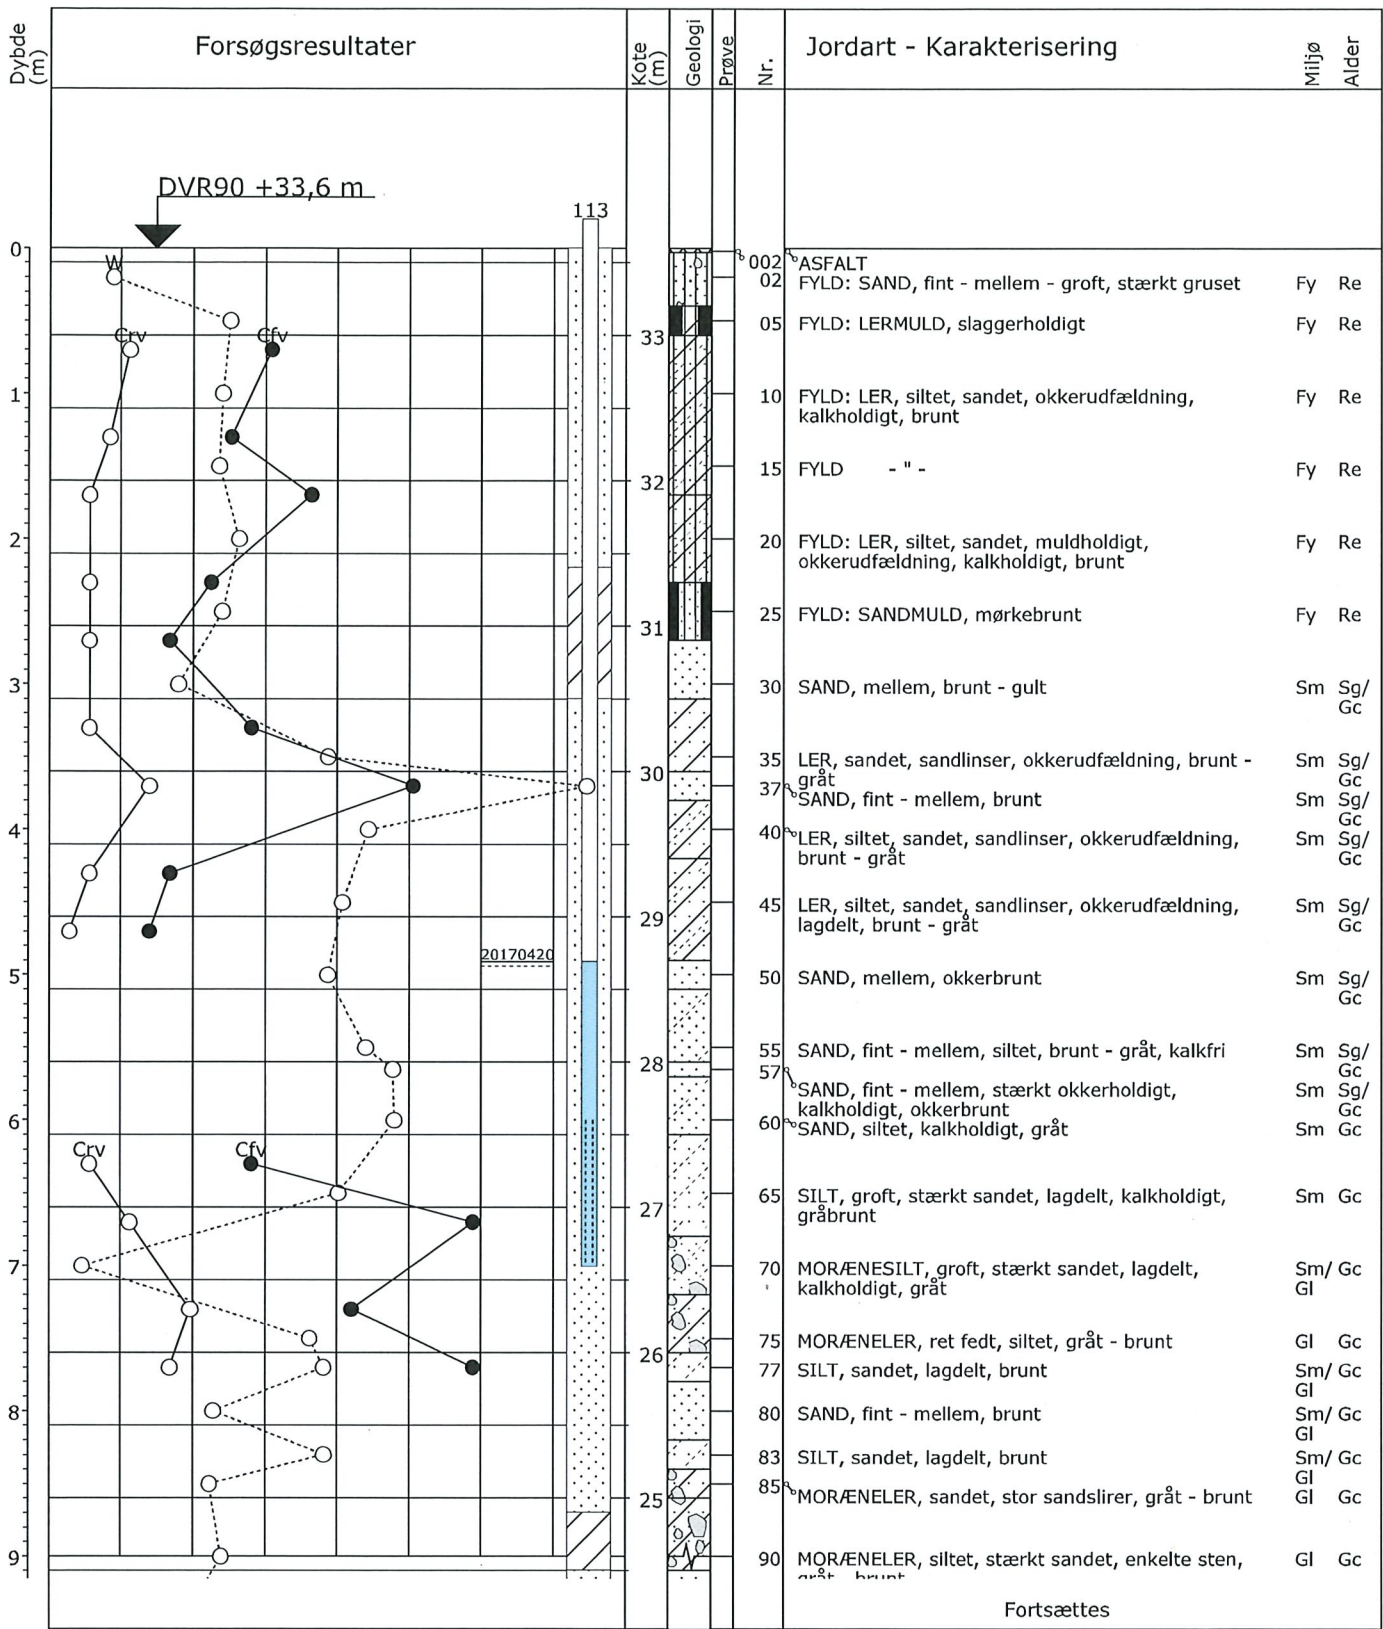 Dybde
(m)
Forsøgsresultater
Kote
(m)
Geologi
Prøve
Nr.
Jordart - Karakterisering
Miljø
Alder
DVR90 +33,6 m
113
0
W
002 ASFALT
02 FYLD: SAND, fint - mellem - groft, stærkt gruset Fy Re
Crv Cfv
33
05 FYLD: LERMULD, slaggerholdigt Fy Re
1
10 FYLD: LER, siltet, sandet, okkerudfældning, Fy Re
kalkholdigt, brunt
32
15 FYLD - " - Fy Re
2
20 FYLD: LER, siltet, sandet, muldholdigt, Fy Re
okkerudfældning, kalkholdigt, brunt
31
25 FYLD: SANDMULD, mørkebrunt Fy Re
3
30 SAND, mellem, brunt - gult Sm Sg/
Gc
30
35 LER, sandet, sandlinser, okkerudfældning, brunt - Sm Sg/
gråt Gc
37 SAND, fint - mellem, brunt Sm Sg/
Gc
4
40 LER, siltet, sandet, sandlinser, okkerudfældning, Sm Sg/
brunt - gråt Gc
29
45 LER, siltet, sandet, sandlinser, okkerudfældning, Sm Sg/
lagdelt, brunt - gråt Gc
20170420
5
50 SAND, mellem, okkerbrunt Sm Sg/
Gc
28
55 SAND, fint - mellem, siltet, brunt - gråt, kalkfri Sm Sg/
Gc
57 SAND, fint - mellem, stærkt okkerholdigt, Sm Sg/
kalkholdigt, okkerbrunt Gc
6
60 SAND, siltet, kalkholdigt, gråt Sm Gc
Crv Cfv
27
65 SILT, groft, stærkt sandet, lagdelt, kalkholdigt, Sm Gc
gråbrunt
7
70 MORÆNESILT, groft, stærkt sandet, lagdelt, Sm/ Gc
kalkholdigt, gråt Gl
26
75 MORÆNELER, ret fedt, siltet, gråt - brunt Gl Gc
77 SILT, sandet, lagdelt, brunt Sm/ Gc
Gl
8
80 SAND, fint - mellem, brunt Sm/ Gc
Gl
83 SILT, sandet, lagdelt, brunt Sm/ Gc
Gl
25
85 MORÆNELER, sandet, stor sandslirer, gråt - brunt Gl Gc
9
90 MORÆNELER, siltet, stærkt sandet, enkelte sten, Gl Gc
Fortsættes